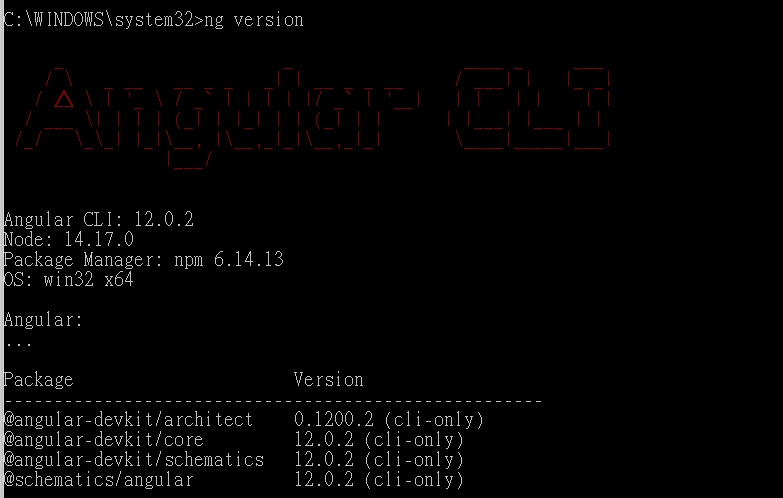 C:\WINDOWS\system32>ng version
Angular CLI
Angular CLI: 12.0.2
Node: 14.17.0
Package Manager: npm 6.14.13
OS: win32 x64
Angular:
...
Package Version
------------------------------------------------------
@angular-devkit/architect 0.1200.2 (cli-only)
@angular-devkit/core 12.0.2 (cli-only)
@angular-devkit/schematics 12.0.2 (cli-only)
@schematics/angular 12.0.2 (cli-only)